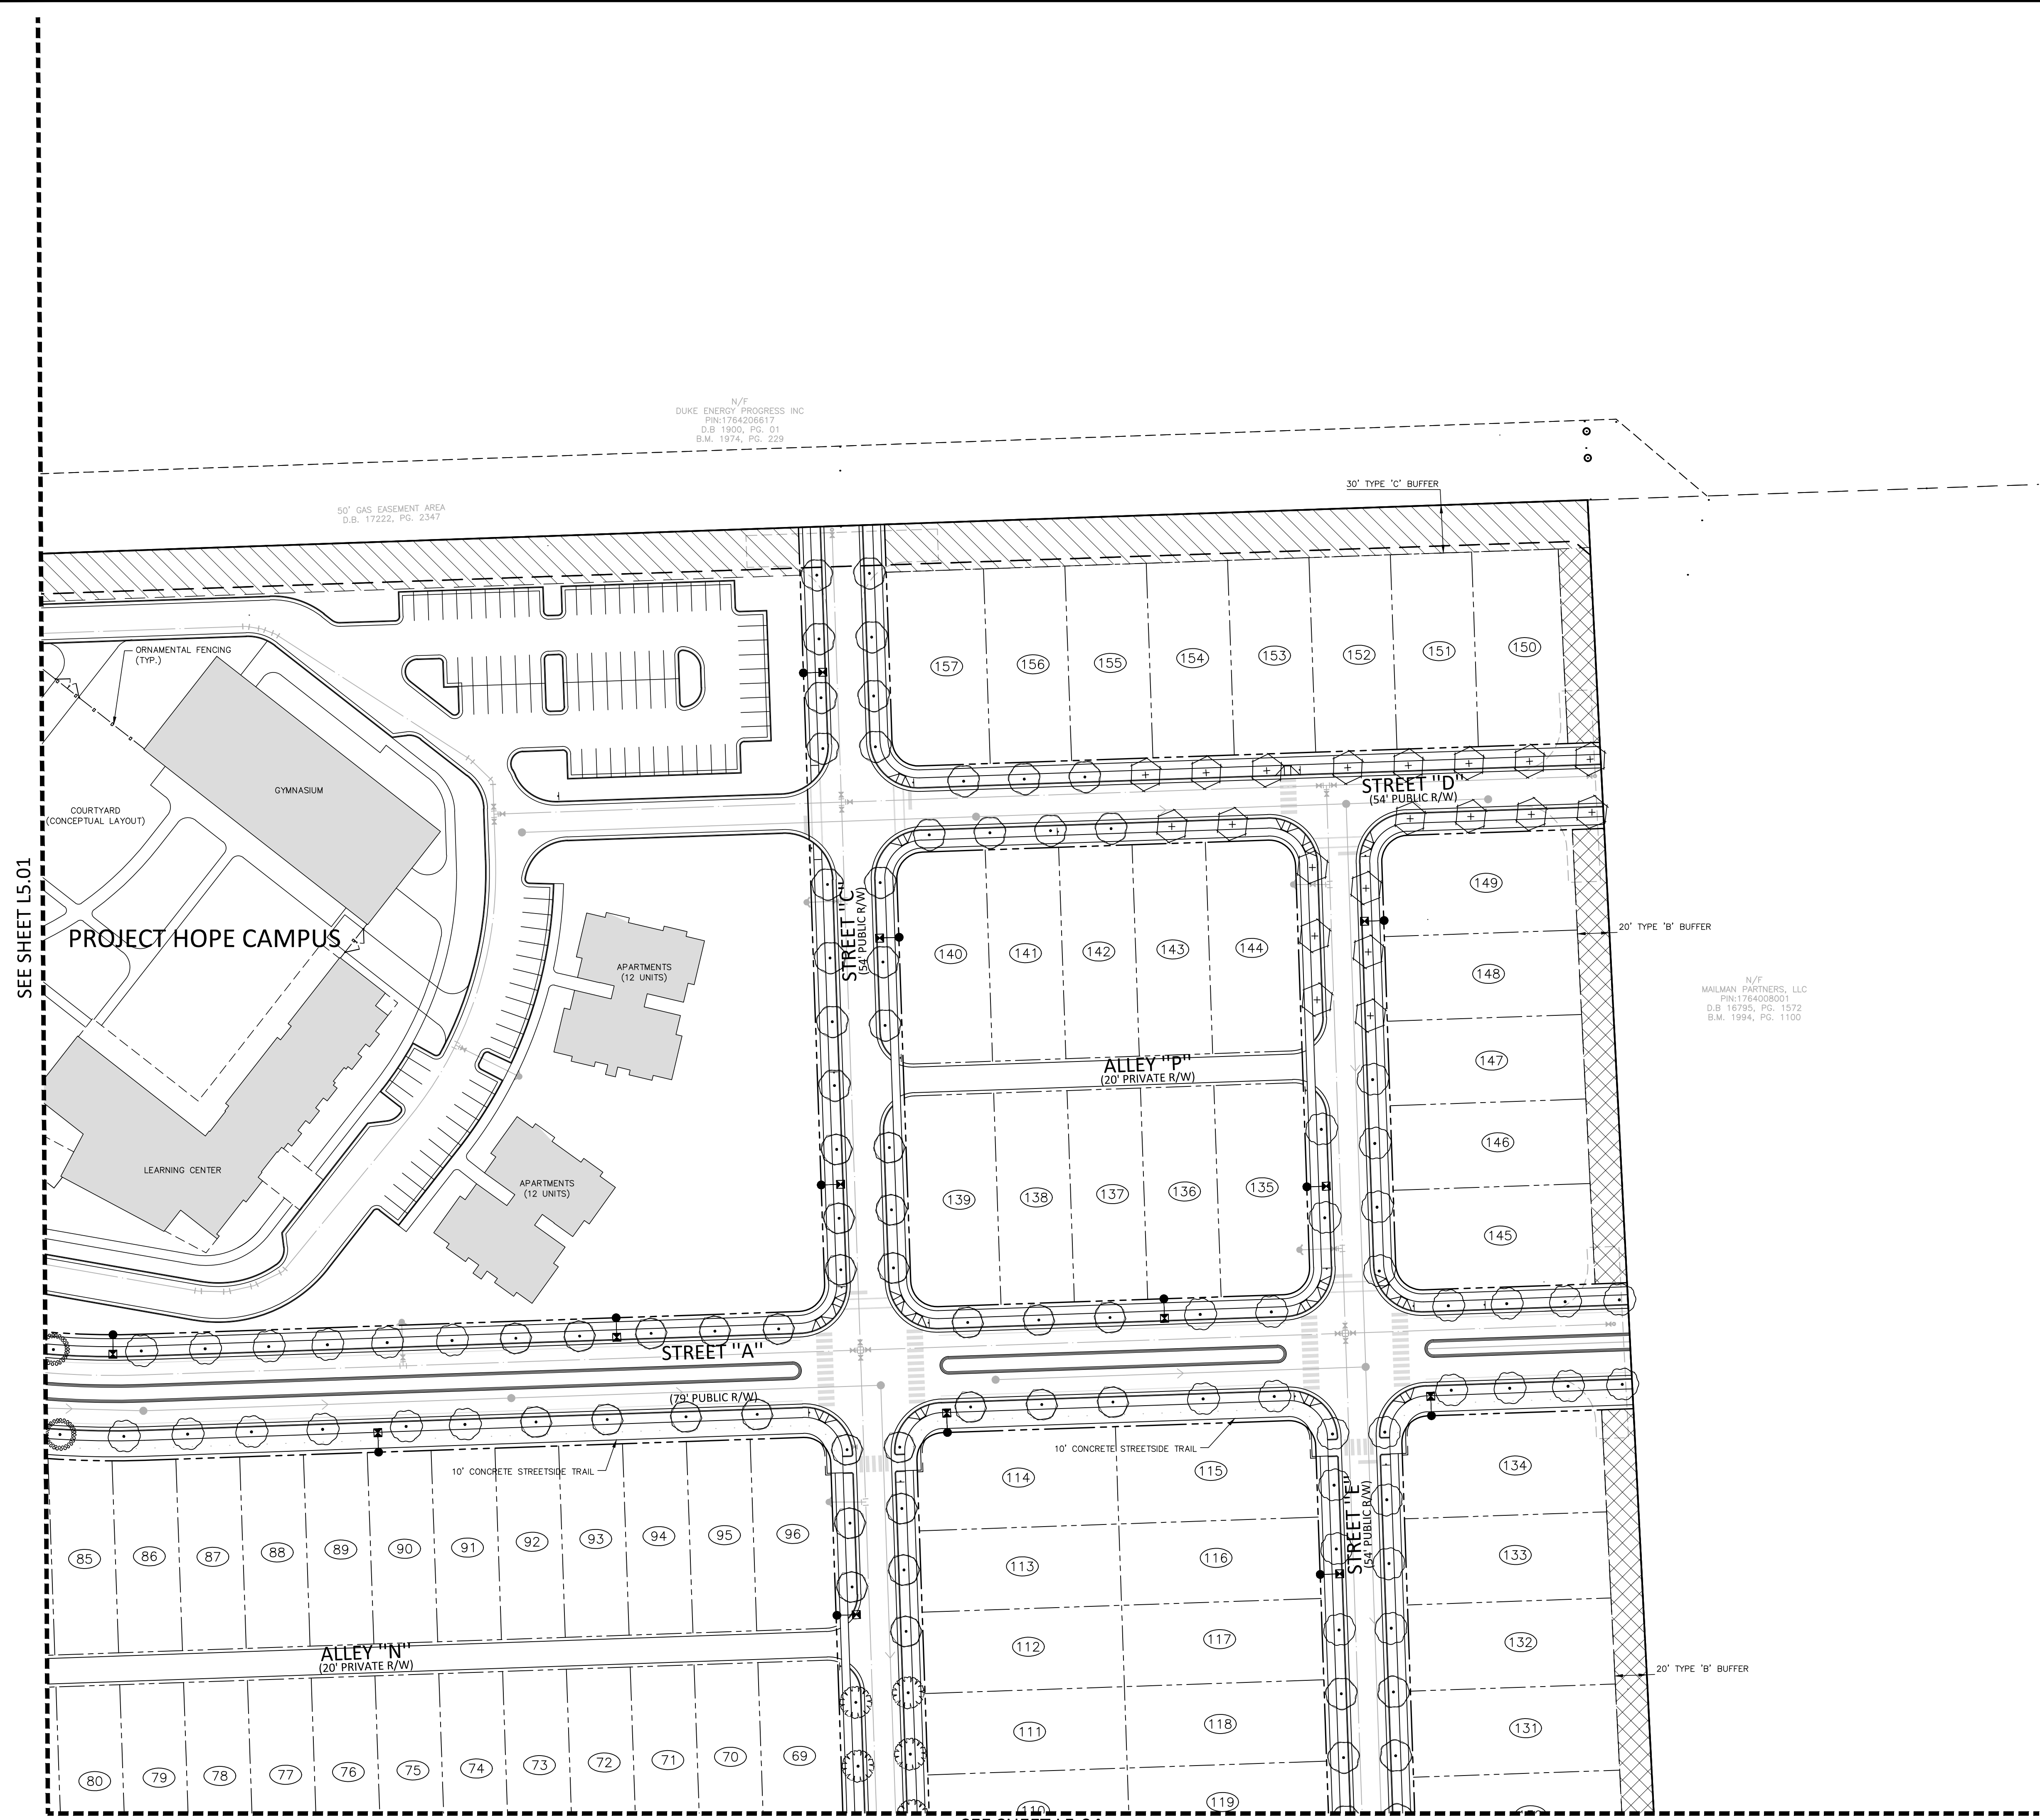 N/F
DUKE ENERGY PROGRESS INC
PIN:1764206617
D.B 1900, PG. 01
B.M. 1974, PG. 229
30' TYPE 'C' BUFFER
50' GAS EASEMENT AREA
D.B. 17222, PG. 2347
ORNAMENTAL FENCING
(TYP.)
157
156
155
154
153
152
151
150
GYMNASIUM
COURTYARD
(CONCEPTUAL LAYOUT)
STREET "D"
(54' PUBLIC R/W)
SEE SHEET L5.01
PROJECT HOPE CAMPUS
APARTMENTS
(12 UNITS)
STREET "C"
(54' PUBLIC R/W)
140
141
142
143
144
149
20' TYPE 'B' BUFFER
148
N/F
MAILMAN PARTNERS, LLC
PIN:1764008001
D.B 16795, PG. 1572
B.M. 1994, PG. 1100
147
ALLEY "P"
(20' PRIVATE R/W)
146
LEARNING CENTER
APARTMENTS
(12 UNITS)
139
138
137
136
135
145
STREET "A"
(79' PUBLIC R/W)
10' CONCRETE STREETSIDE TRAIL
10' CONCRETE STREETSIDE TRAIL
114
115
134
STREET "E"
(54' PUBLIC R/W)
85
86
87
88
89
90
91
92
93
94
95
96
113
116
133
ALLEY "N"
(20' PRIVATE R/W)
112
117
132
20' TYPE 'B' BUFFER
111
118
131
80
79
78
77
76
75
74
73
72
71
70
69
110
119